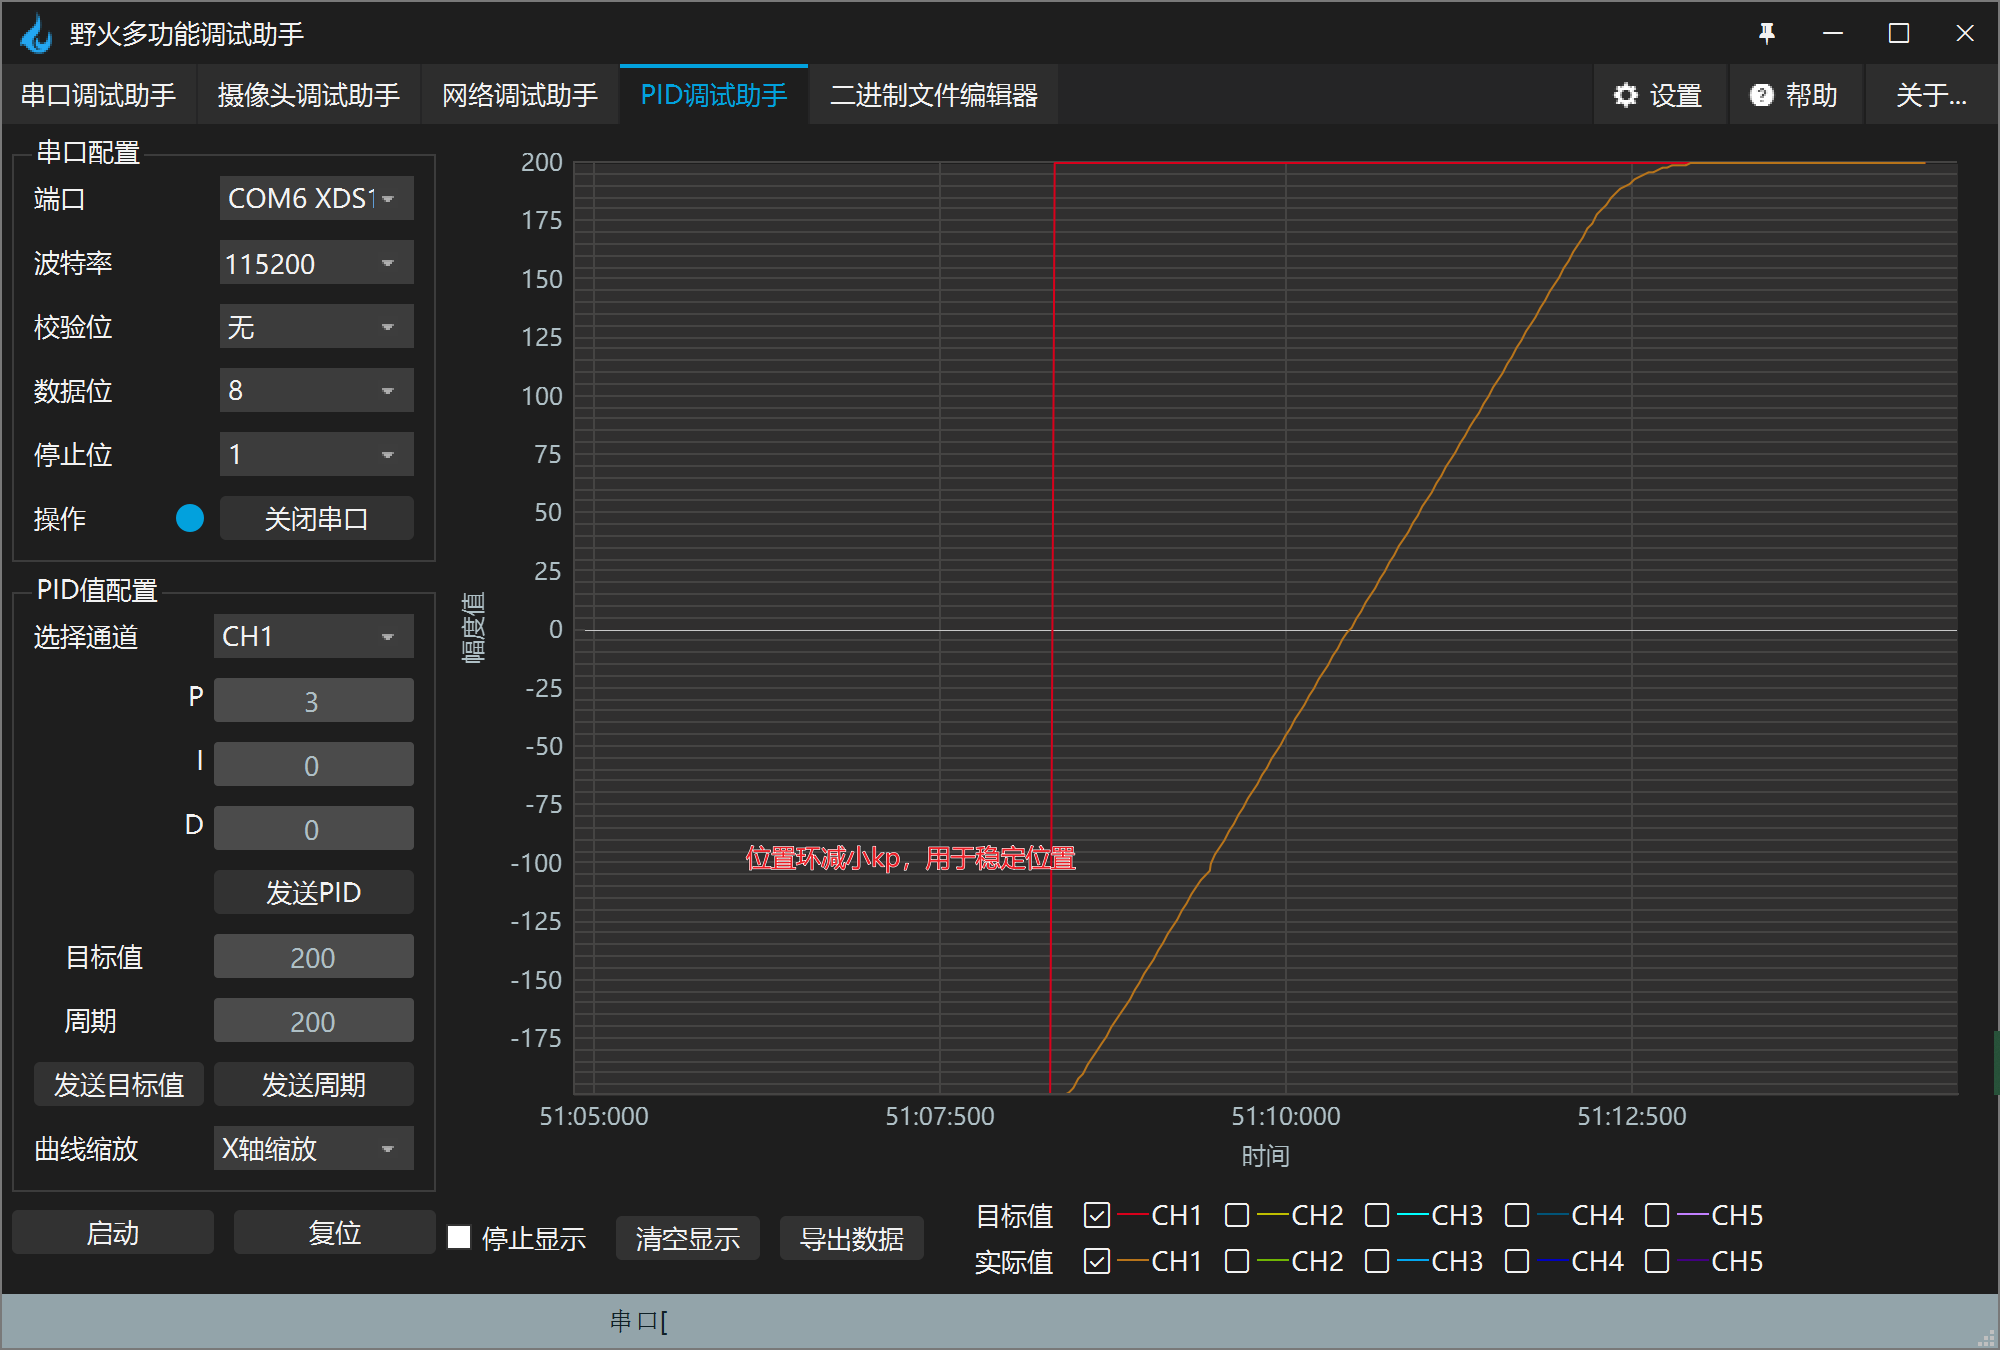 野火多功能调试助手
串口调试助手 摄像头调试助手 网络调试助手 PID调试助手 二进制文件编辑器 设置 帮助 关于...
串口配置
端口 COM6 XDS1
波特率 115200
校验位 无
数据位 8
停止位 1
操作 关闭串口
PID值配置
选择通道 CH1
P 3
I 0
D 0
发送PID
目标值 200
周期 200
发送目标值 发送周期
曲线缩放 X轴缩放
启动 复位
幅度值
200
175
150
125
100
75
50
25
0
-25
-50
-75
-100
-125
-150
-175
位置环减小kp，用于稳定位置
51:05:000 51:07:500 51:10:000 51:12:500
时间
停止显示 清空显示 导出数据
目标值 CH1 CH2 CH3 CH4 CH5
实际值 CH1 CH2 CH3 CH4 CH5
串口[